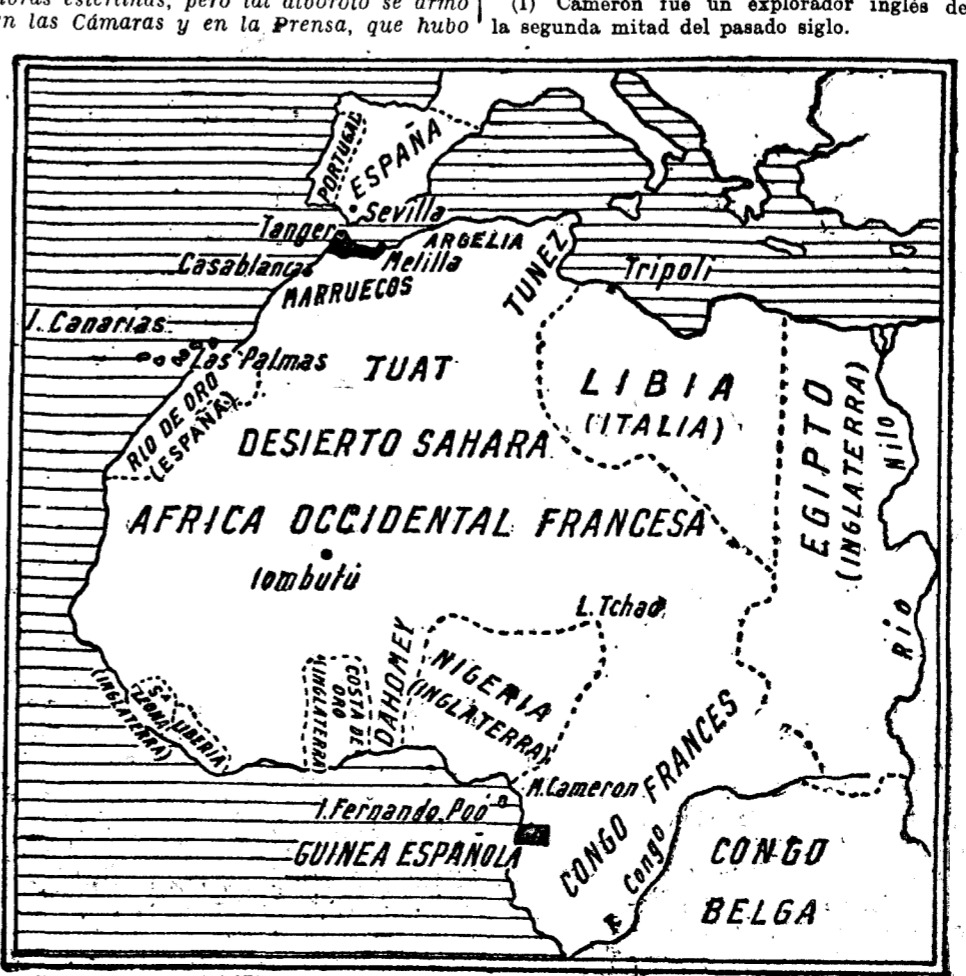 libras esterlinas, pero tal alboroto se armó
en las Cámaras y en la Prensa, que hubo
(1) Cameron fué un explorador inglés de
la segunda mitad del pasado siglo.
PORTUGAL
ESPAÑA
Sevilla
Tanger
ARGELIA
Casablanca
Melilla
MARRUECOS
TUNEZ
Tripoli
I. Canarias
Las Palmas
TUAT
LIBIA
(ITALIA)
RIO DE ORO
(ESPAÑA)
DESIERTO SAHARA
EGIPTO
(INGLATERRA)
Nilo
AFRICA OCCIDENTAL FRANCESA
Tombutú
L. Tchad
RIO
Sª LEONA
(INGLATERRA)
LIBERIA
COSTA DE
ORO
(INGLATERRA)
DAHOMEY
NIGERIA
(INGLATERRA)
M. Cameron
I. Fernando Poó
GUINEA ESPAÑOLA
CONGO FRANCES
R Congo
CONGO
BELGA